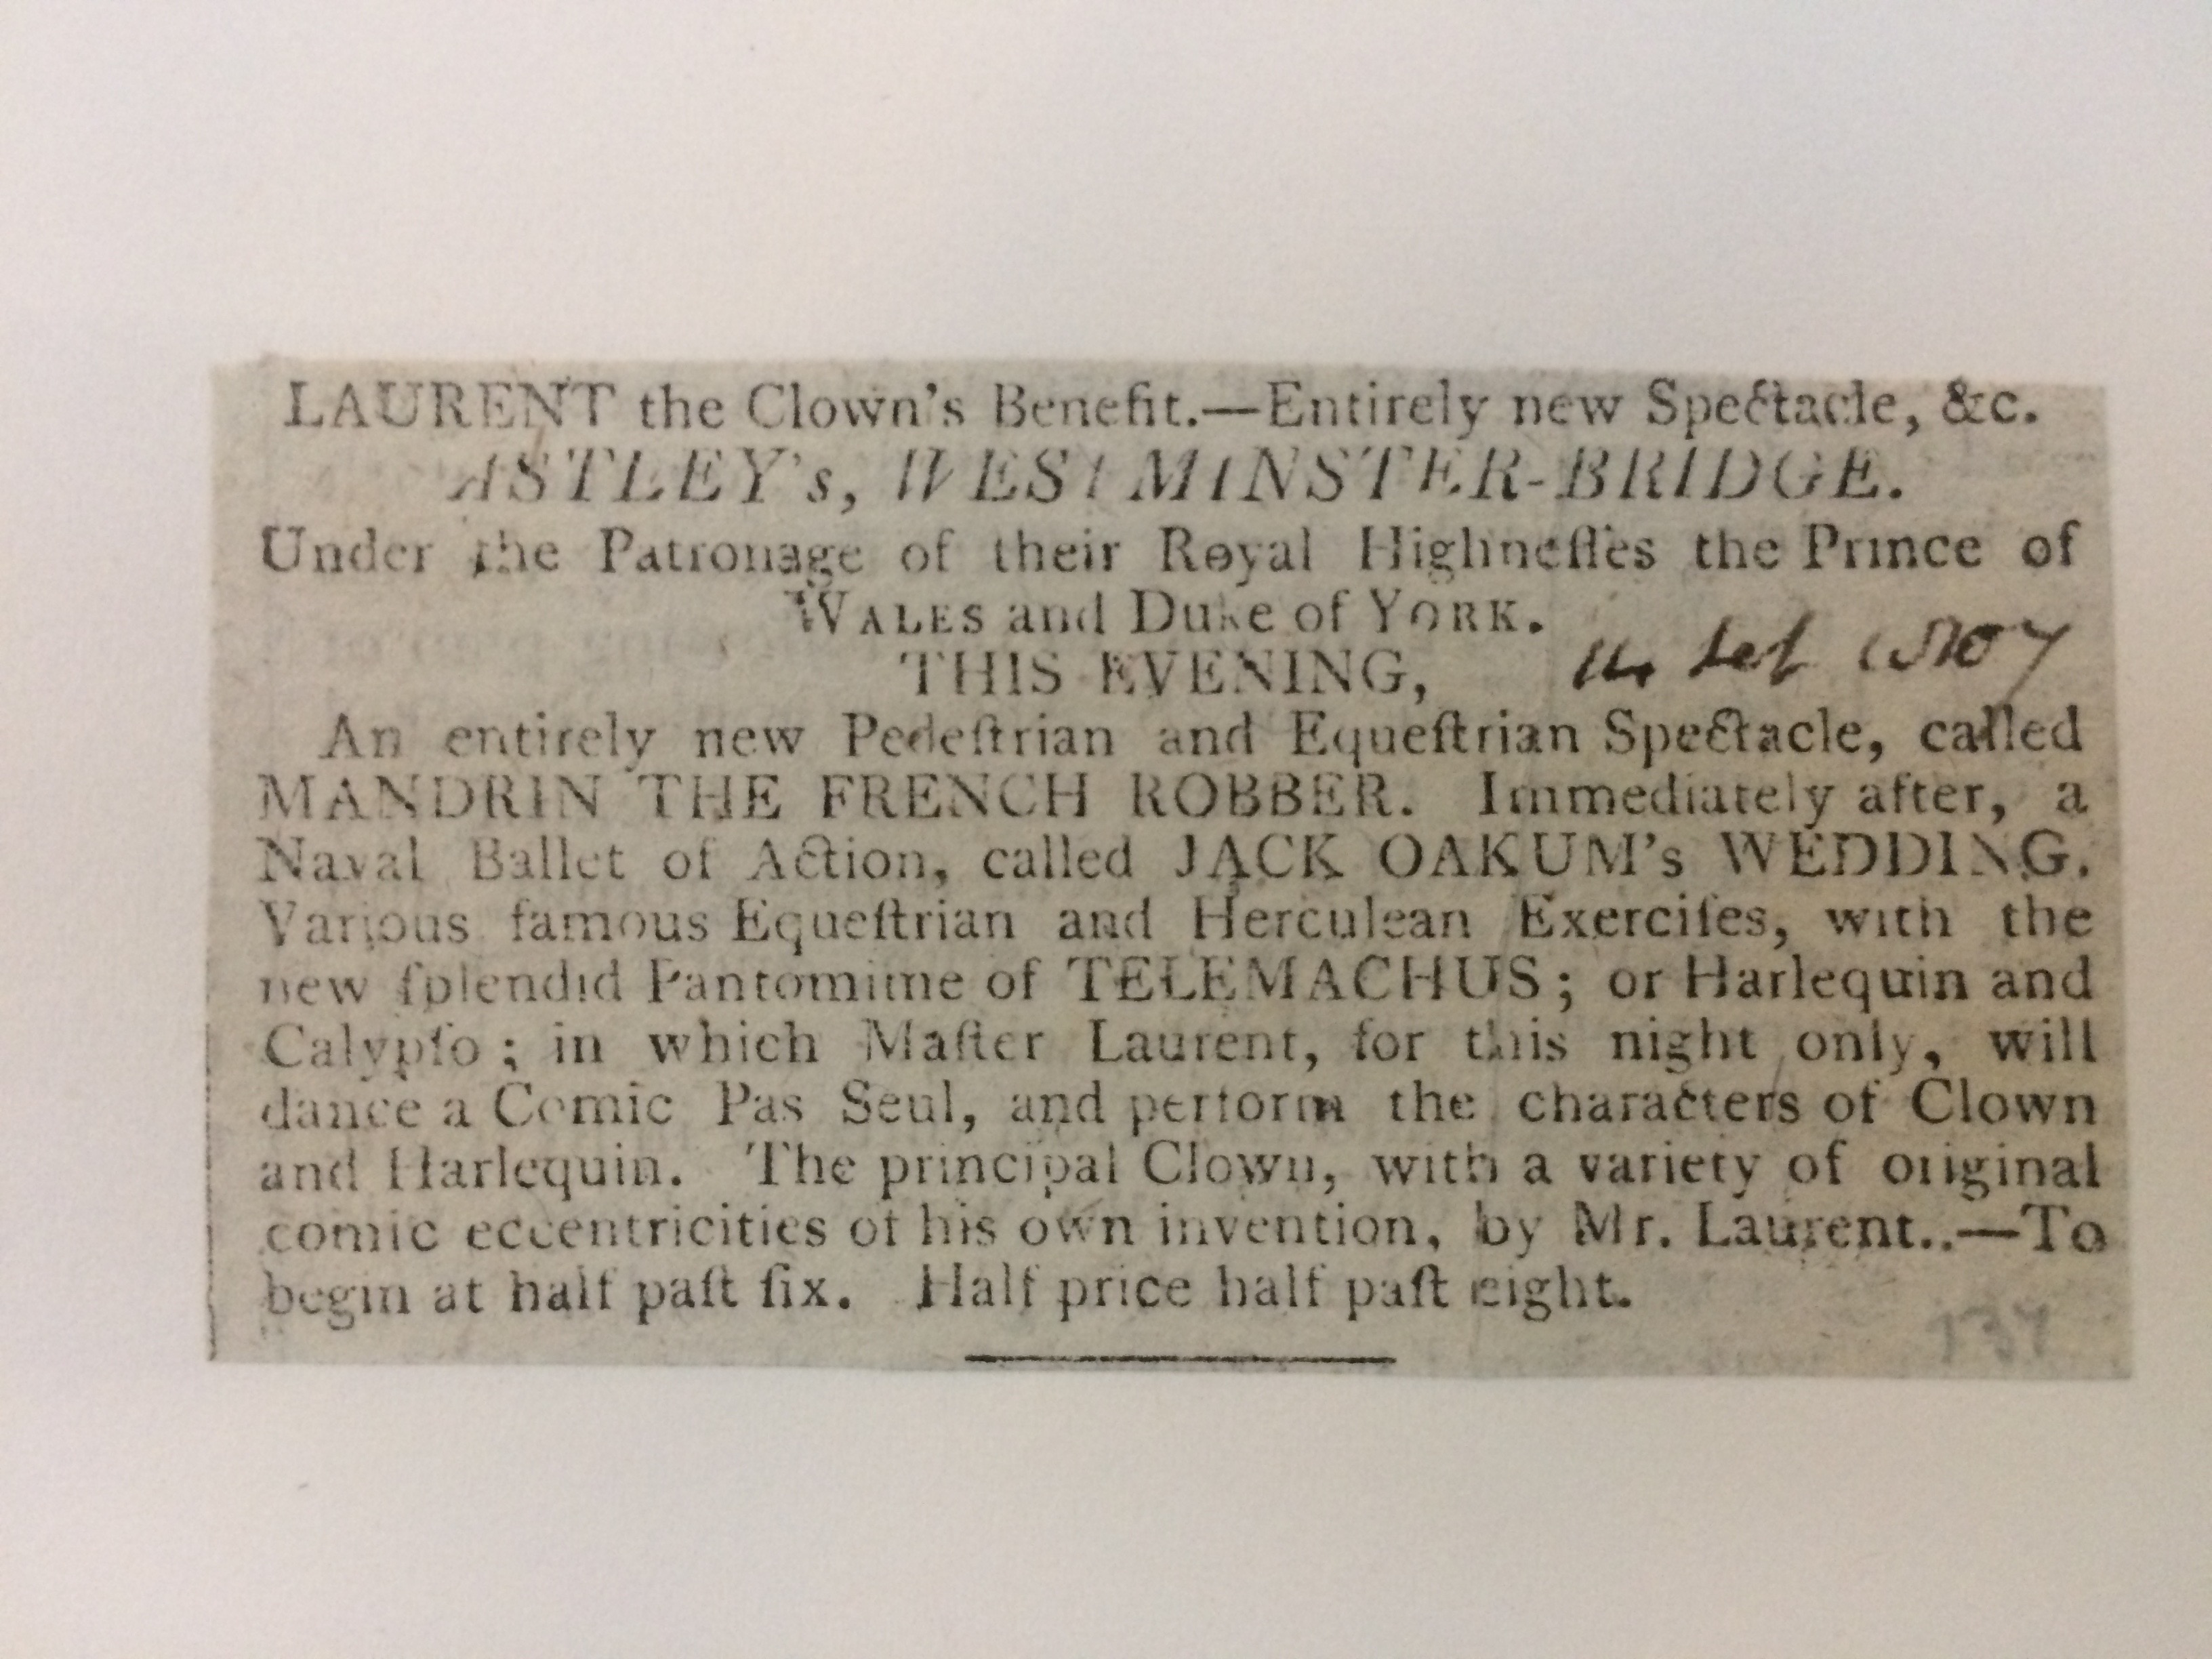 LAURENT the Clown's Benefit.—Entirely new Spectacle, &c.
ASTLEY's, WESTMINSTER-BRIDGE.
Under the Patronage of their Royal Highneſſes the Prince of
WALES and Duke of YORK.
THIS EVENING,
An entirely new Pedeſtrian and Equeſtrian Spectacle, called
MANDRIN THE FRENCH ROBBER. Immediately after, a
Naval Ballet of Action, called JACK OAKUM's WEDDING.
Various famous Equeſtrian and Herculean Exerciſes, with the
new ſplendid Pantomime of TELEMACHUS; or Harlequin and
Calypſo; in which Maſter Laurent, for this night only, will
dance a Comic Pas Seul, and perform the characters of Clown
and Harlequin. The principal Clown, with a variety of original
comic eccentricities of his own invention, by Mr. Laurent..—To
begin at half paſt ſix. Half price half paſt eight.